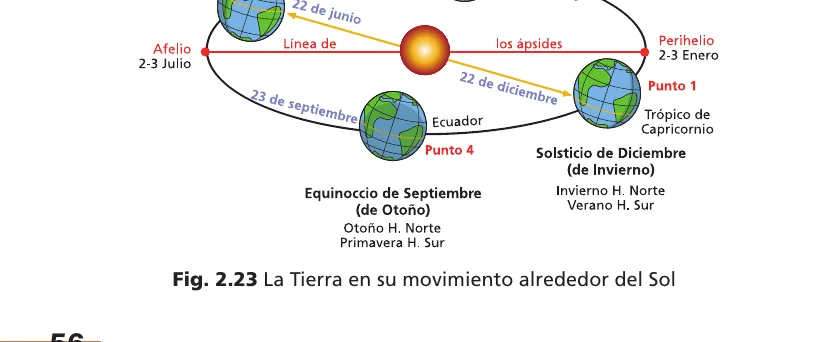 22 de junio
Línea de
los ápsides
Afelio
2-3 Julio
Perihelio
2-3 Enero
22 de diciembre
Punto 1
23 de septiembre
Ecuador
Trópico de
Capricornio
Punto 4
Solsticio de Diciembre
(de Invierno)
Invierno H. Norte
Verano H. Sur
Equinoccio de Septiembre
(de Otoño)
Otoño H. Norte
Primavera H. Sur
Fig. 2.23 La Tierra en su movimiento alrededor del Sol
56